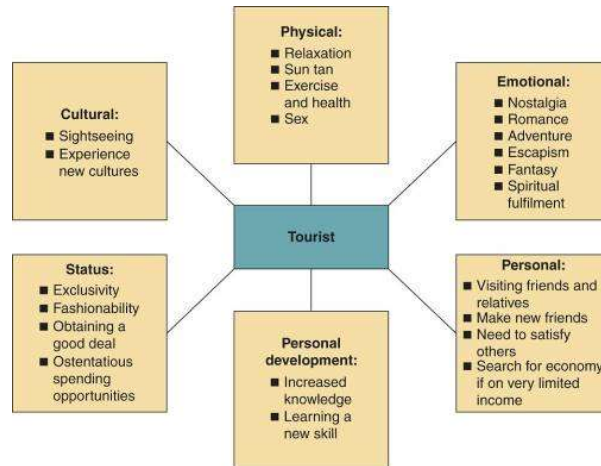 Physical:
■ Relaxation
■ Sun tan
■ Exercise
and health
■ Sex
Cultural:
■ Sightseeing
■ Experience
new cultures
Emotional:
■ Nostalgia
■ Romance
■ Adventure
■ Escapism
■ Fantasy
■ Spiritual
fulfilment
Tourist
Status:
■ Exclusivity
■ Fashionability
■ Obtaining a
good deal
■ Ostentatious
spending
opportunities
Personal
development:
■ Increased
knowledge
■ Learning a
new skill
Personal:
■ Visiting friends and
relatives
■ Make new friends
■ Need to satisfy
others
■ Search for economy
if on very limited
income